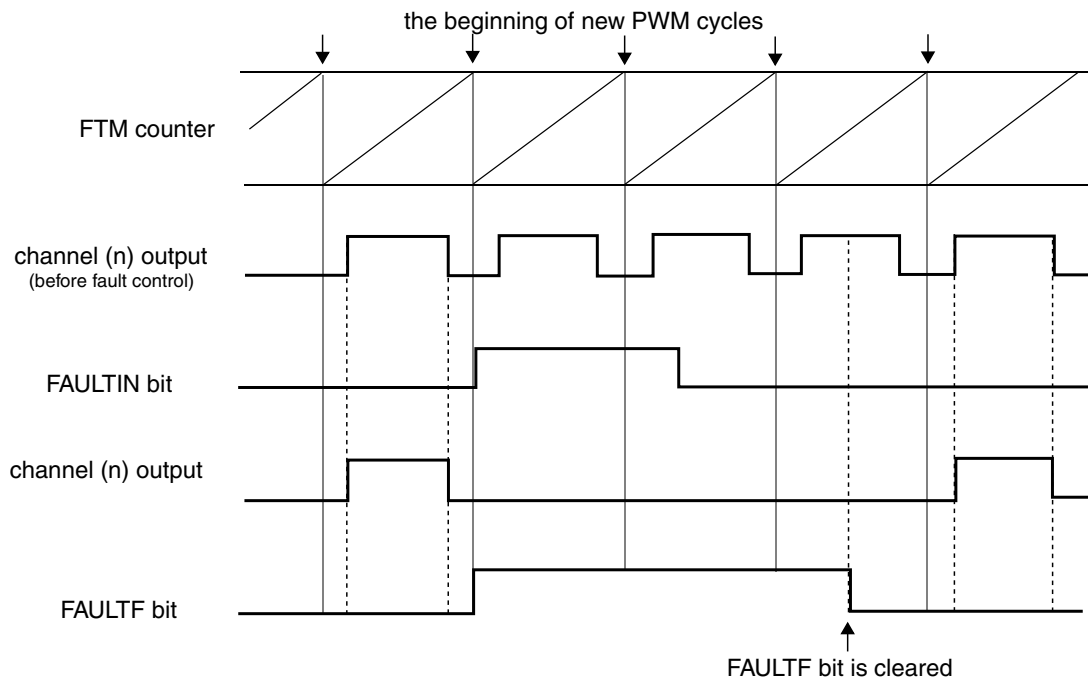 the beginning of new PWM cycles
FTM counter
channel (n) output
(before fault control)
FAULTIN bit
channel (n) output
FAULTF bit
FAULTF bit is cleared